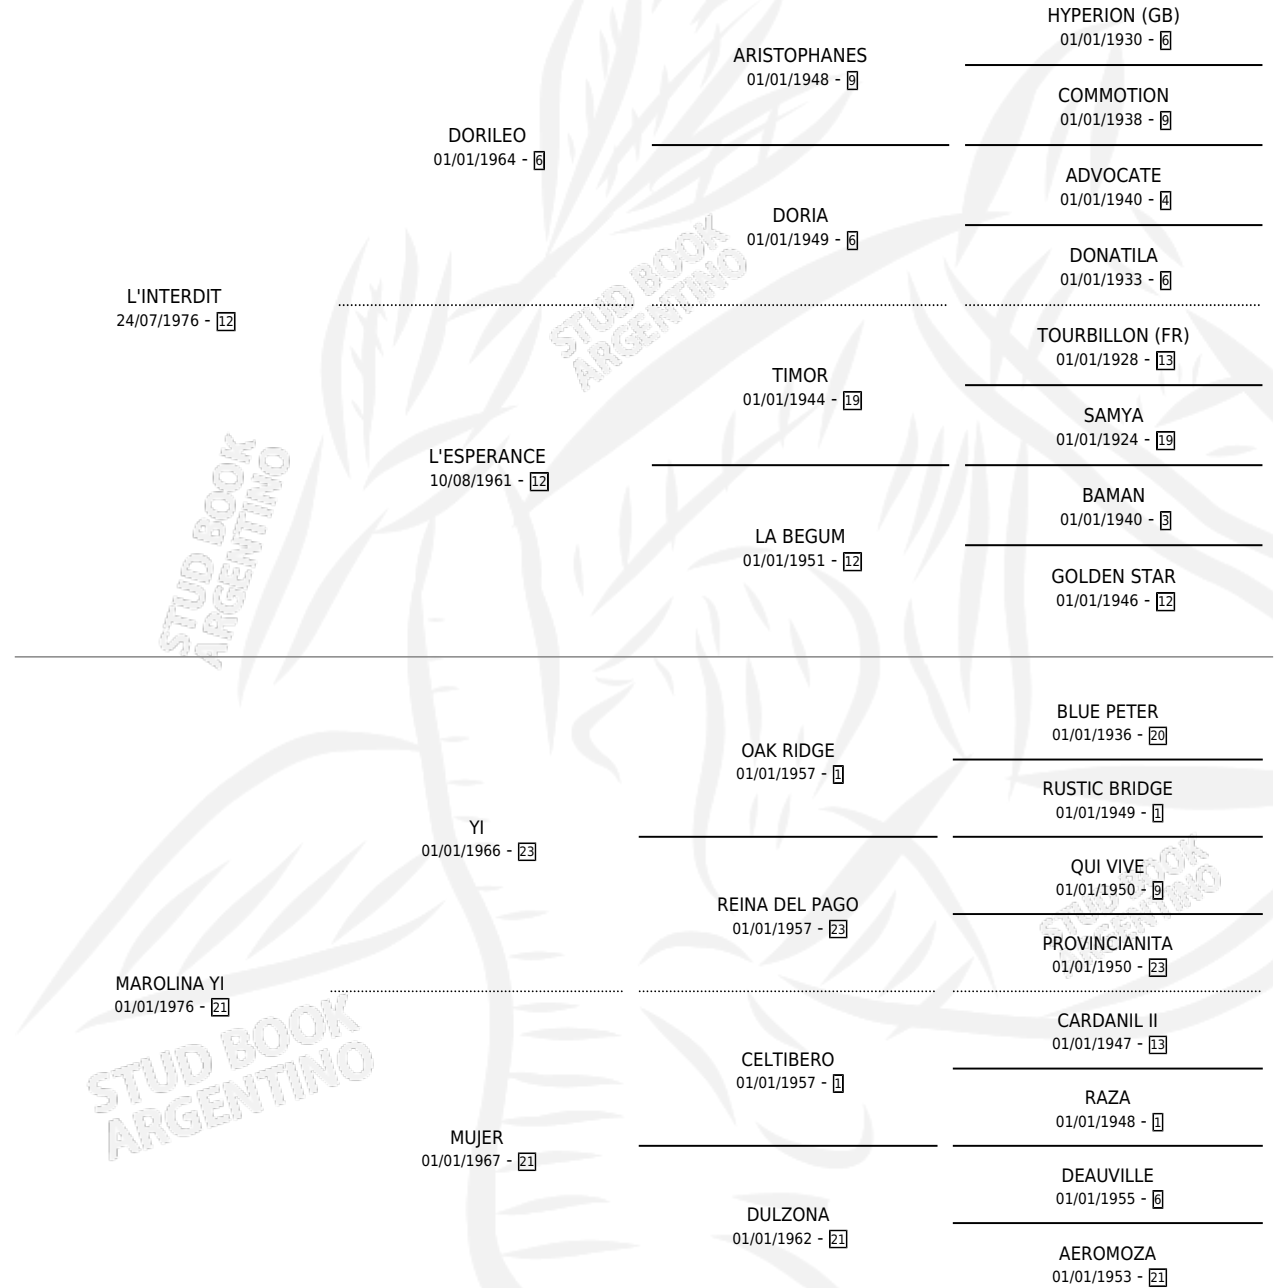 HYPERION (GB)
01/01/1930 - 6
ARISTOPHANES
01/01/1948 - 9
COMMOTION
01/01/1938 - 9
DORILEO
01/01/1964 - 6
ADVOCATE
01/01/1940 - 4
DORIA
01/01/1949 - 6
DONATILA
01/01/1933 - 6
L'INTERDIT
24/07/1976 - 12
TOURBILLON (FR)
01/01/1928 - 13
TIMOR
01/01/1944 - 19
SAMYA
01/01/1924 - 19
L'ESPERANCE
10/08/1961 - 12
BAMAN
01/01/1940 - 3
LA BEGUM
01/01/1951 - 12
GOLDEN STAR
01/01/1946 - 12
BLUE PETER
01/01/1936 - 20
OAK RIDGE
01/01/1957 - 1
RUSTIC BRIDGE
01/01/1949 - 1
YI
01/01/1966 - 23
QUI VIVE
01/01/1950 - 9
REINA DEL PAGO
01/01/1957 - 23
PROVINCIANITA
01/01/1950 - 23
MAROLINA YI
01/01/1976 - 21
CARDANIL II
01/01/1947 - 13
CELTIBERO
01/01/1957 - 1
RAZA
01/01/1948 - 1
MUJER
01/01/1967 - 21
DEAUVILLE
01/01/1955 - 6
DULZONA
01/01/1962 - 21
AEROMOZA
01/01/1953 - 21
STUD BOOK
ARGENTINO
STUD BOOK
ARGENTINO
STUD BOOK
ARGENTINO
STUD BOOK
ARGENTINO